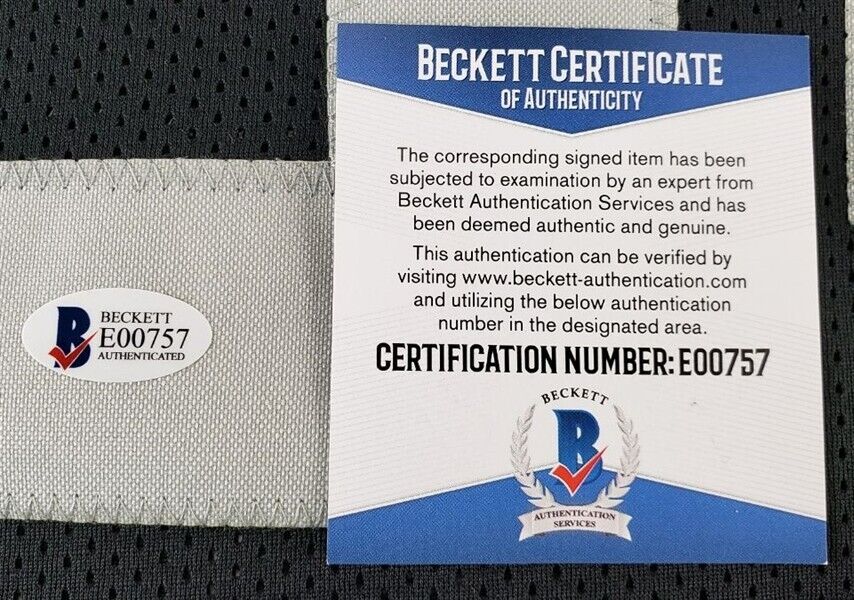 BECKETT CERTIFICATE
OF AUTHENTICITY
The corresponding signed item has been
subjected to examination by an expert from
Beckett Authentication Services and has
been deemed authentic and genuine.
This authentication can be verified by
visiting www.beckett-authentication.com
and utilizing the below authentication
number in the designated area.
CERTIFICATION NUMBER: E00757
BECKETT
B
AUTHENTICATION
SERVICES
B
BECKETT
E00757
AUTHENTICATED